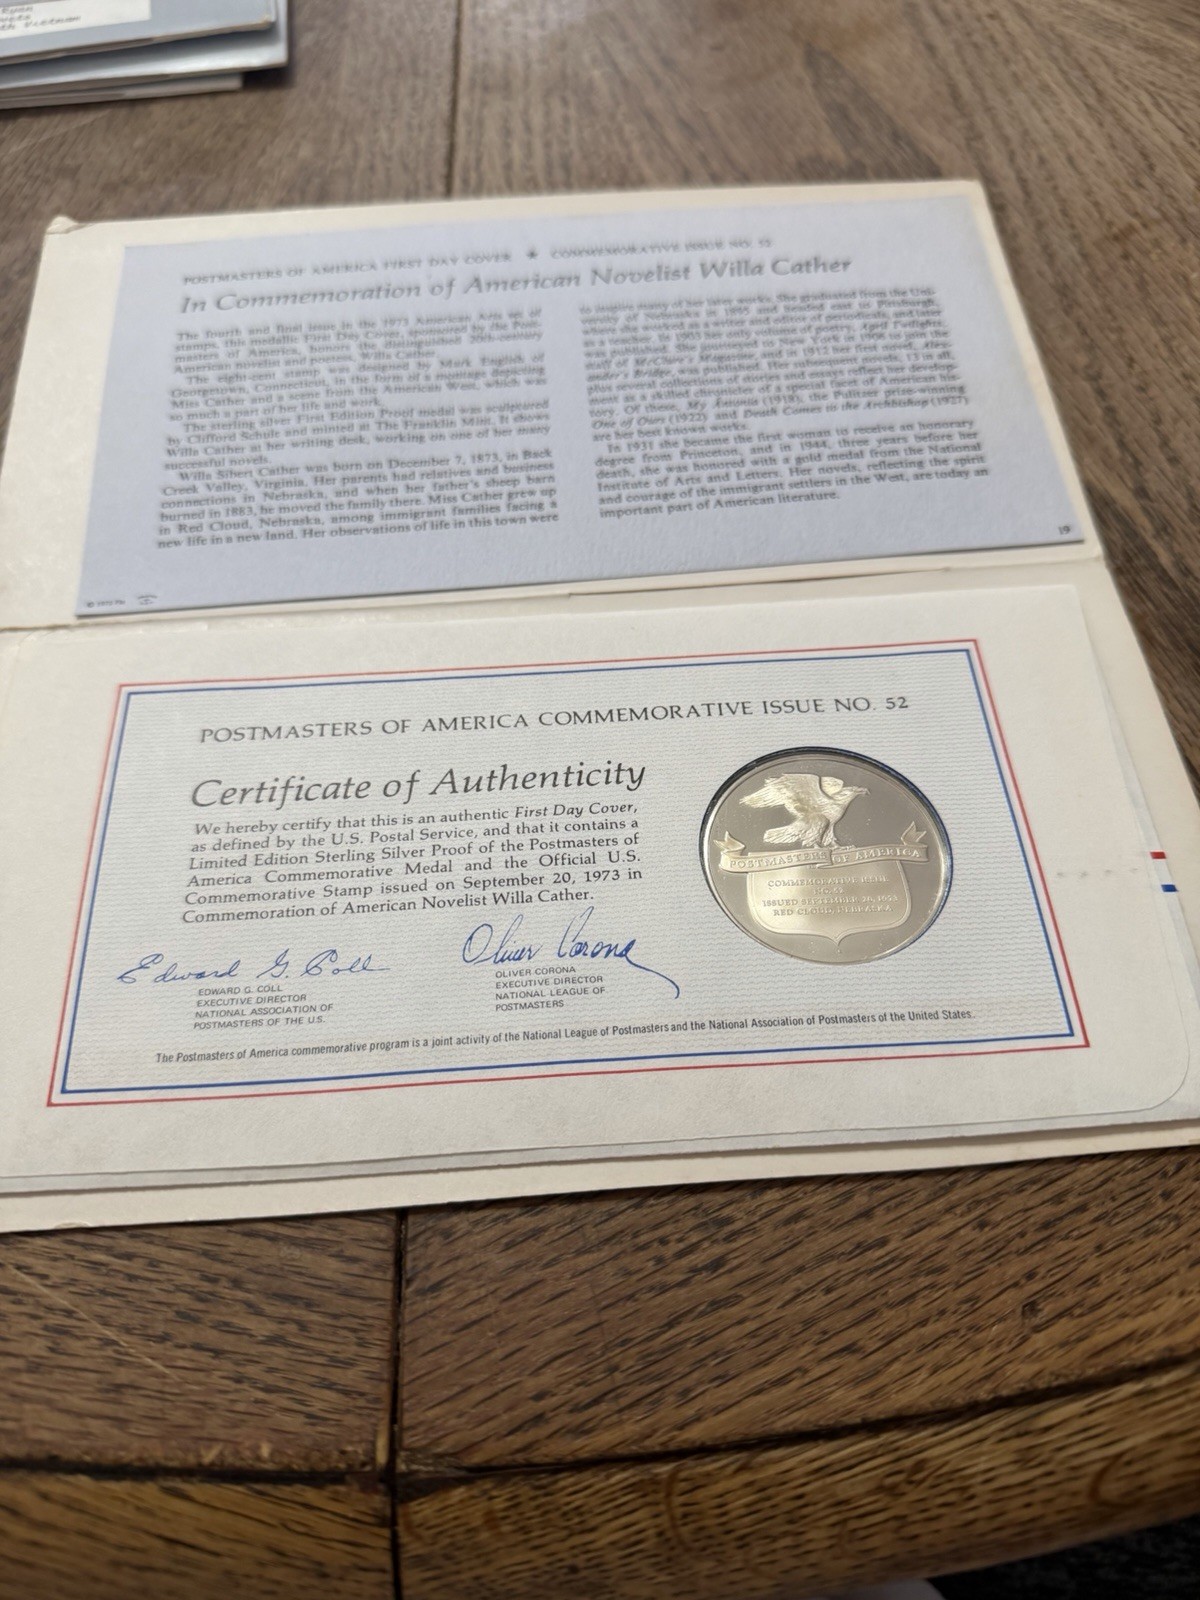 POSTMASTERS OF AMERICA FIRST DAY COVER ★ COMMEMORATIVE ISSUE NO. 52
In Commemoration of American Novelist Willa Cather
The fourth and final issue in the 1973 American Arts set of
stamps, this medallic First Day Cover, sponsored by the Post-
masters of America, honors the distinguished 20th-century
American novelist and poetess, Willa Cather.
The eight-cent stamp was designed by Mark English of
Georgetown, Connecticut, in the form of a montage depicting
Miss Cather and a scene from the American West, which was
so much a part of her life and work.
The sterling silver First Edition Proof medal was sculptured
by Clifford Schule and minted at The Franklin Mint. It shows
Willa Cather at her writing desk, working on one of her many
successful novels.
Willa Sibert Cather was born on December 7, 1873, in Back
Creek Valley, Virginia. Her parents had relatives and business
connections in Nebraska, and when her father's sheep barn
burned in 1883, he moved the family there. Miss Cather grew up
in Red Cloud, Nebraska, among immigrant families facing a
new life in a new land. Her observations of life in this town were
to inspire many of her later works. She graduated from the Uni-
versity of Nebraska in 1895 and headed east to Pittsburgh,
where she worked as a writer and editor of periodicals, and later
as a teacher. In 1903 her only volume of poetry, April Twilights,
was published. She journeyed to New York in 1906 to join the
staff of McClure's Magazine, and in 1912 her first novel, Alex-
ander's Bridge, was published. Her subsequent novels, 13 in all,
plus several collections of stories and essays reflect her develop-
ment as a skilled chronicler of a special facet of American his-
tory. Of these, My Ántonia (1918), the Pulitzer prize-winning
One of Ours (1922) and Death Comes to the Archbishop (1927)
are her best known works.
In 1931 she became the first woman to receive an honorary
degree from Princeton, and in 1944, three years before her
death, she was honored with a gold medal from the National
Institute of Arts and Letters. Her novels, reflecting the spirit
and courage of the immigrant settlers in the West, are today an
important part of American literature.
19
© 1973 FM
POSTMASTERS OF AMERICA COMMEMORATIVE ISSUE NO. 52
Certificate of Authenticity
We hereby certify that this is an authentic First Day Cover,
as defined by the U.S. Postal Service, and that it contains a
Limited Edition Sterling Silver Proof of the Postmasters of
America Commemorative Medal and the Official U.S.
Commemorative Stamp issued on September 20, 1973 in
Commemoration of American Novelist Willa Cather.
Edward G. Coll
EDWARD G. COLL
EXECUTIVE DIRECTOR
NATIONAL ASSOCIATION OF
POSTMASTERS OF THE U.S.
Oliver Corona
OLIVER CORONA
EXECUTIVE DIRECTOR
NATIONAL LEAGUE OF
POSTMASTERS
POSTMASTERS OF AMERICA
COMMEMORATIVE ISSUE
NO. 52
ISSUED SEPTEMBER 20, 1973
RED CLOUD, NEBRASKA
The Postmasters of America commemorative program is a joint activity of the National League of Postmasters and the National Association of Postmasters of the United States.